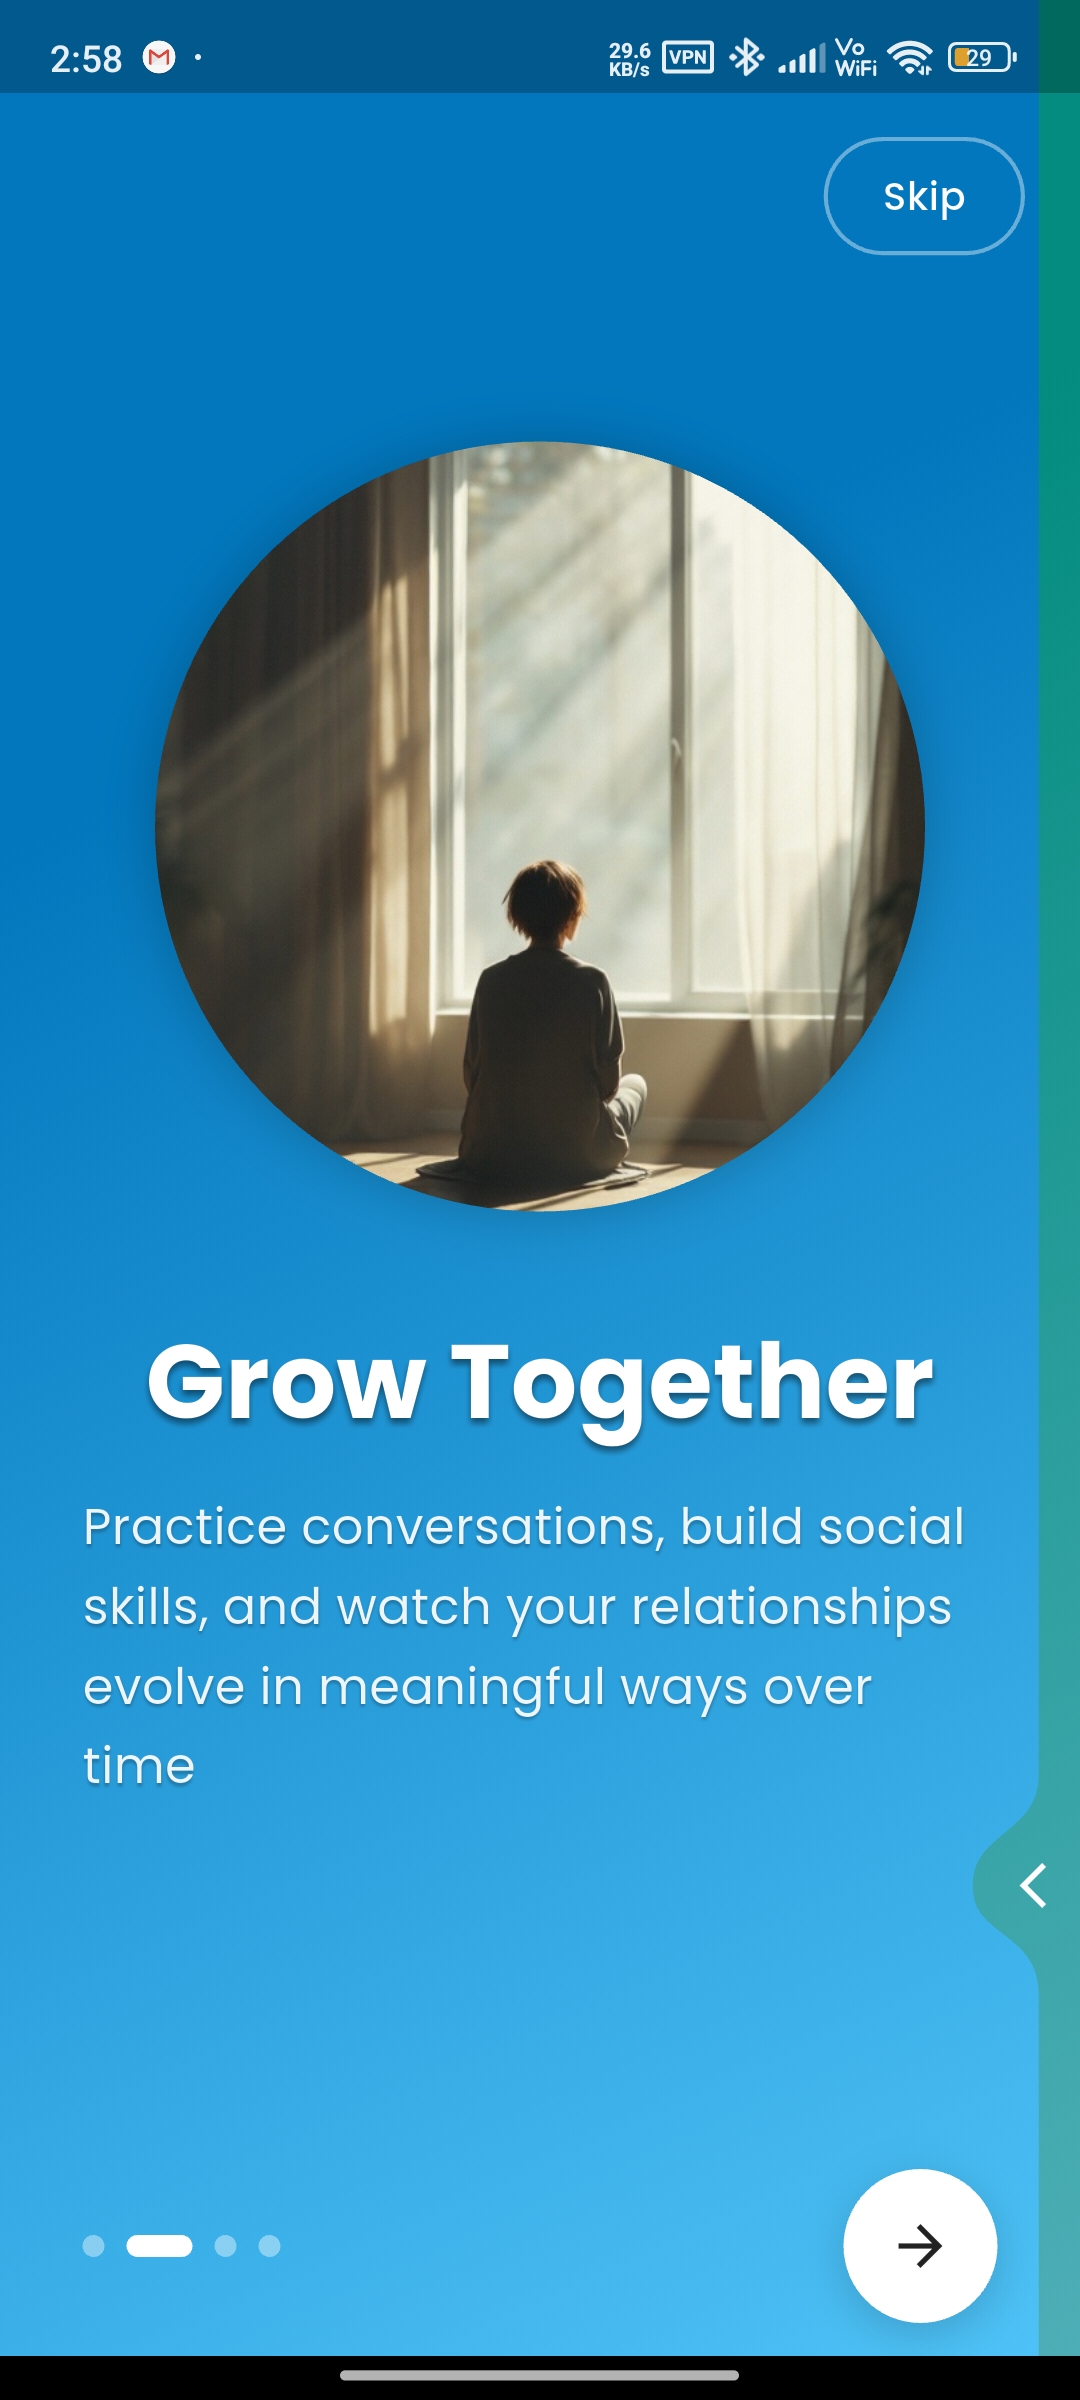 2:58
29.6
KB/s
VPN
Vo
WiFi
29
Skip
Grow Together
Practice conversations, build social
skills, and watch your relationships
evolve in meaningful ways over
time